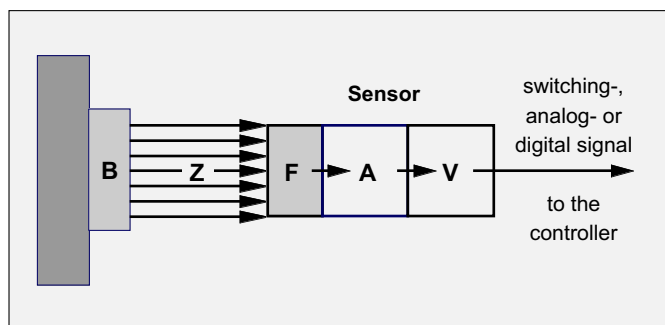 Sensor
B
Z
F
A
V
switching-,
analog- or
digital signal
to the
controller